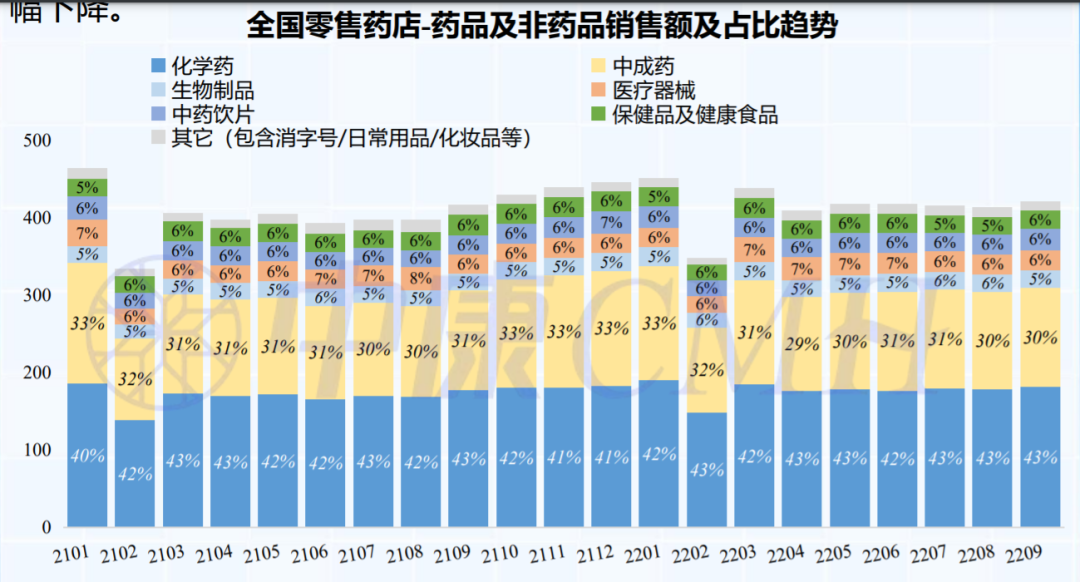 幅下降。
全国零售药店-药品及非药品销售额及占比趋势
化学药 中成药
生物制品 医疗器械
中药饮片 保健品及健康食品
其它（包含消字号/日常用品/化妆品等）
500
400
300
200
100
0
5% 6% 6% 6% 6% 6% 6% 6% 6% 6% 6% 6% 5% 6% 6% 6% 6% 6% 5% 5% 6%
6% 6% 6% 6% 6% 6% 6% 6% 6% 6% 6% 7% 6% 6% 6% 6% 6% 6% 6% 6% 6%
7% 6% 6% 6% 6% 7% 7% 8% 6% 6% 6% 6% 6% 6% 7% 7% 7% 7% 6% 6% 6%
5% 5% 5% 5% 5% 6% 5% 5% 5% 5% 5% 5% 5% 6% 5% 5% 5% 5% 6% 6% 5%
33% 32% 31% 31% 31% 31% 30% 30% 31% 33% 33% 33% 33% 32% 31% 29% 30% 31% 31% 30% 30%
40% 42% 43% 43% 42% 42% 43% 42% 43% 42% 41% 41% 42% 43% 42% 43% 43% 42% 43% 43% 43%
2101 2102 2103 2104 2105 2106 2107 2108 2109 2110 2111 2112 2201 2202 2203 2204 2205 2206 2207 2208 2209
中康CMH